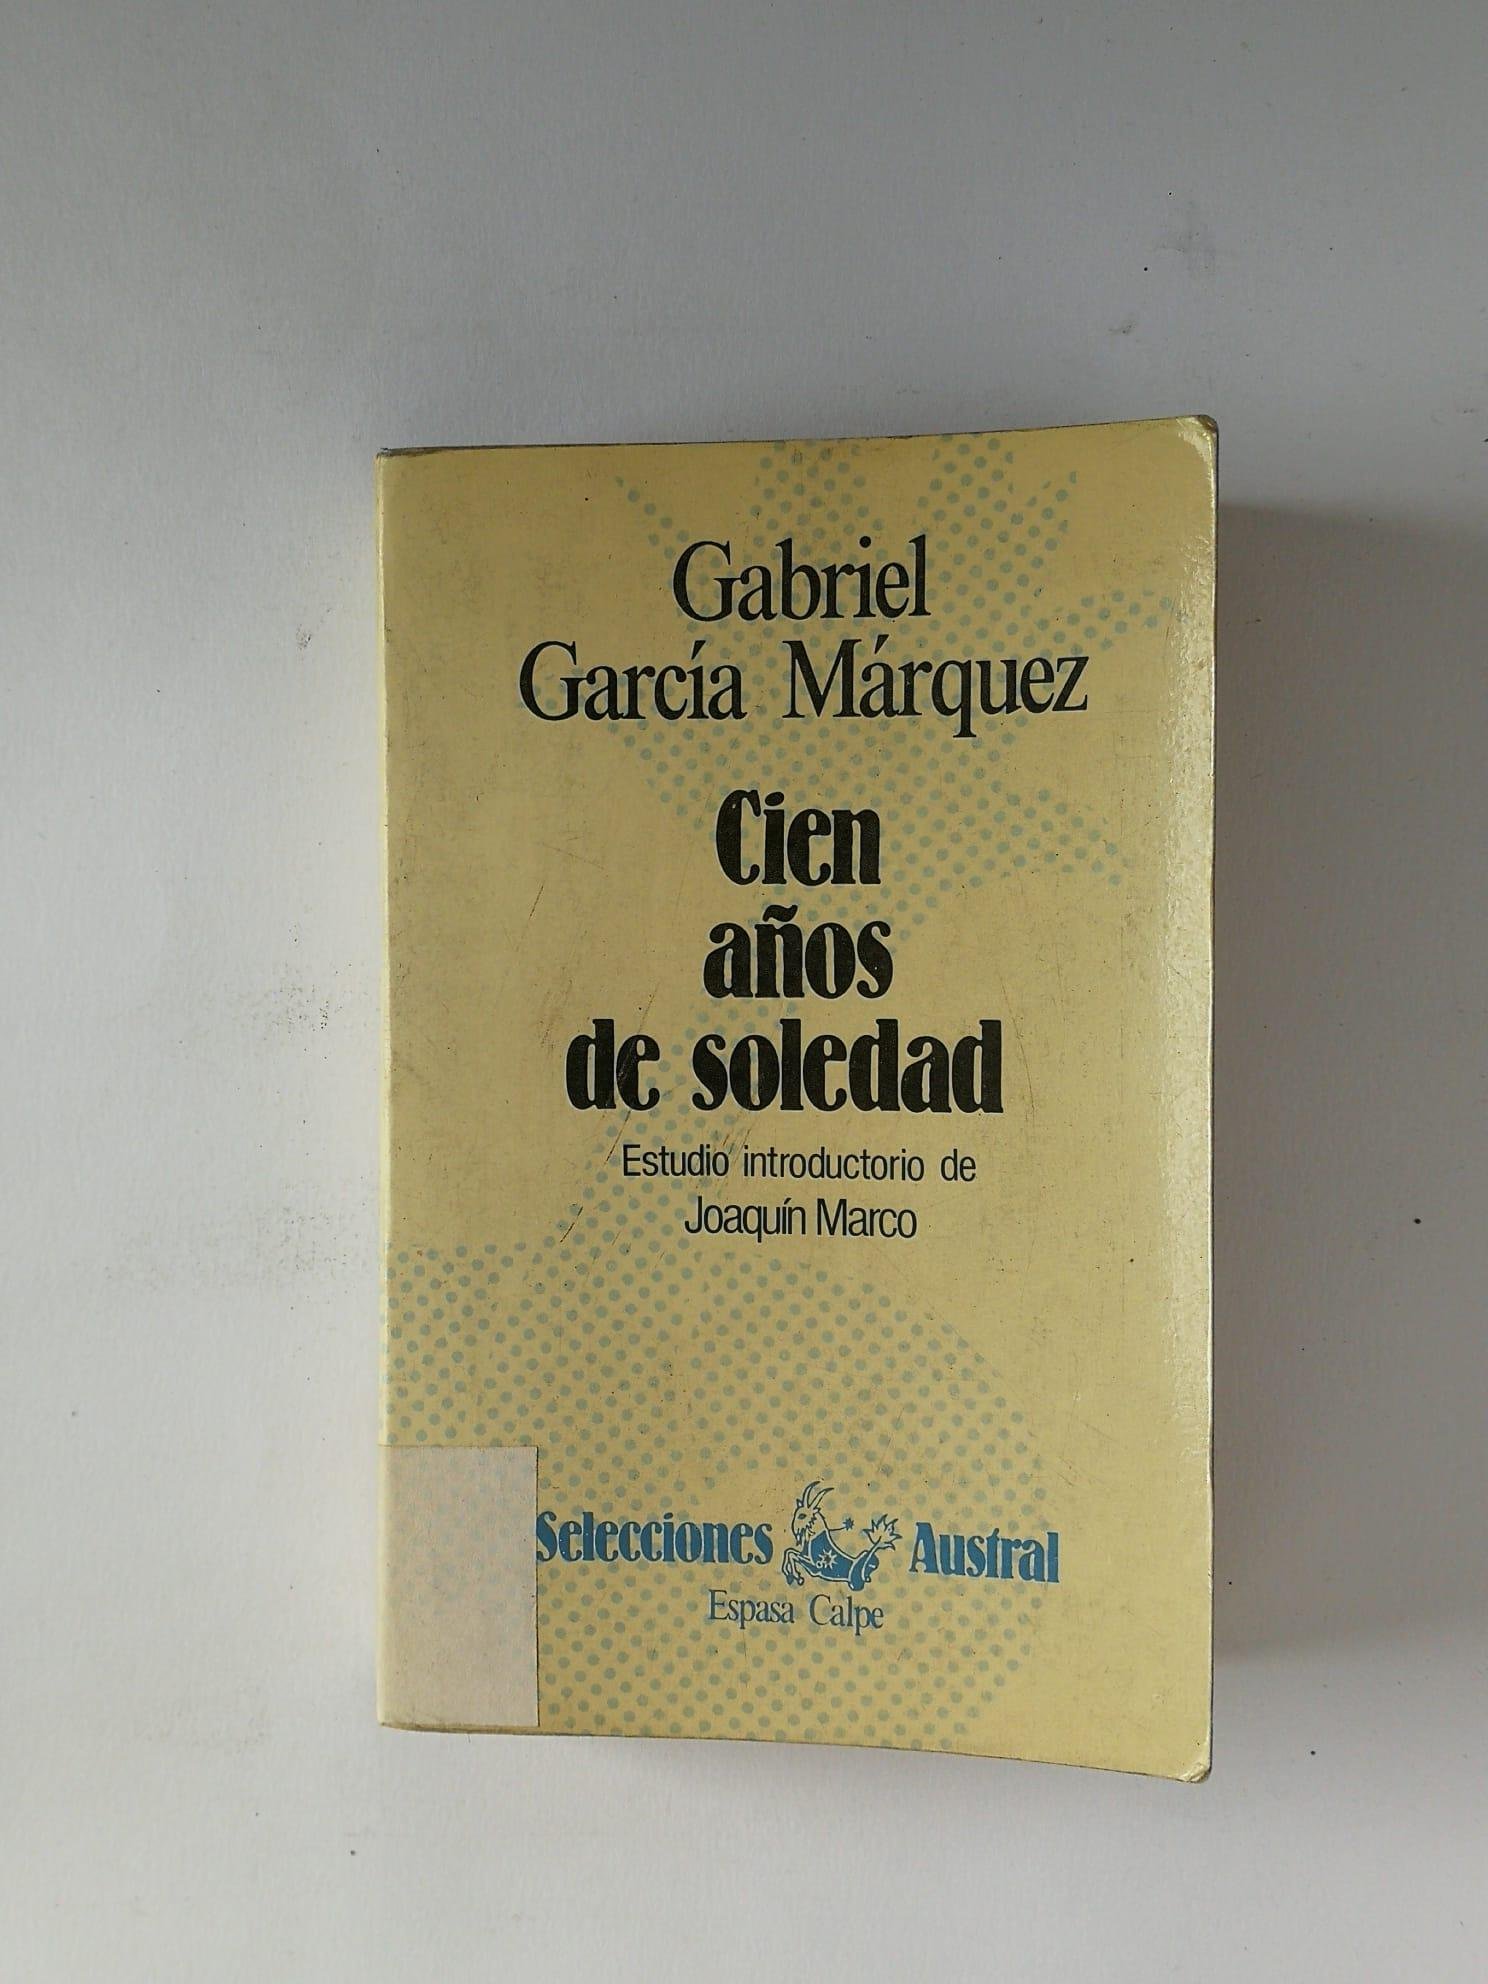 Gabriel
García Márquez
Cien
años
de soledad
Estudio introductorio de
Joaquín Marco
Selecciones Austral
Espasa Calpe